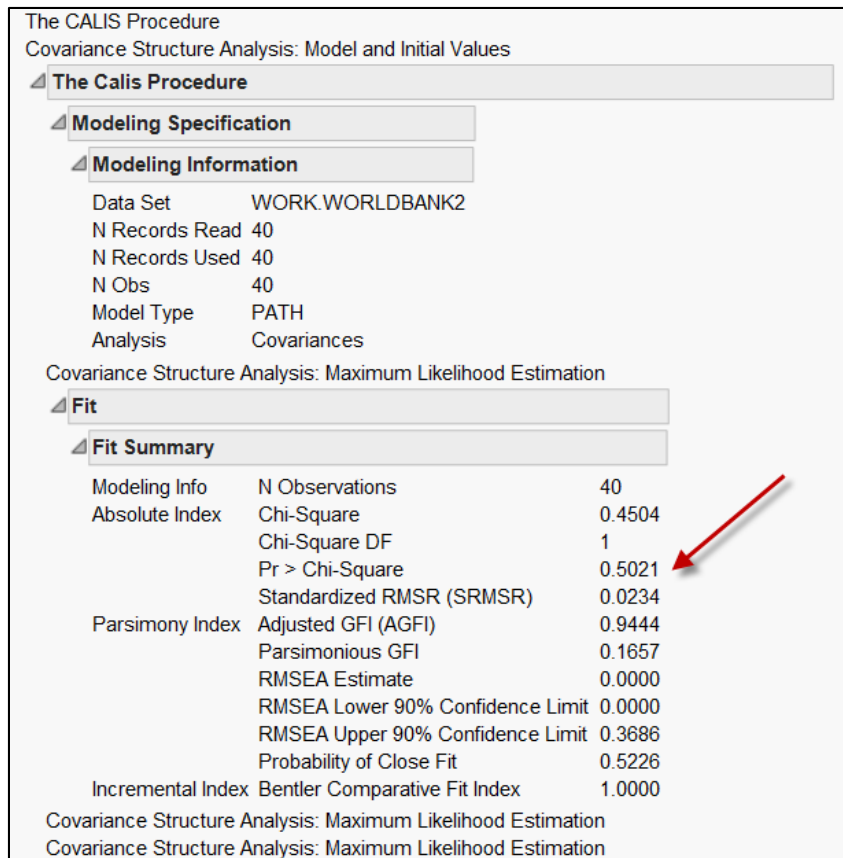 The CALIS Procedure
Covariance Structure Analysis: Model and Initial Values
The Calis Procedure
Modeling Specification
Modeling Information
Data Set WORK.WORLDBANK2
N Records Read 40
N Records Used 40
N Obs 40
Model Type PATH
Analysis Covariances
Covariance Structure Analysis: Maximum Likelihood Estimation
Fit
Fit Summary
Modeling Info N Observations 40
Absolute Index Chi-Square 0.4504
Chi-Square DF 1
Pr > Chi-Square 0.5021
Standardized RMSR (SRMSR) 0.0234
Parsimony Index Adjusted GFI (AGFI) 0.9444
Parsimonious GFI 0.1657
RMSEA Estimate 0.0000
RMSEA Lower 90% Confidence Limit 0.0000
RMSEA Upper 90% Confidence Limit 0.3686
Probability of Close Fit 0.5226
Incremental Index Bentler Comparative Fit Index 1.0000
Covariance Structure Analysis: Maximum Likelihood Estimation
Covariance Structure Analysis: Maximum Likelihood Estimation